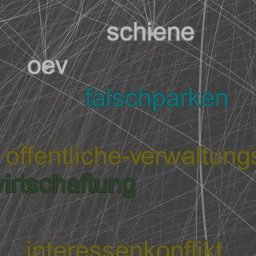 schiene
oev
falschparken
offentliche-verwaltungs
wirtschaftung
interessenkonflikt